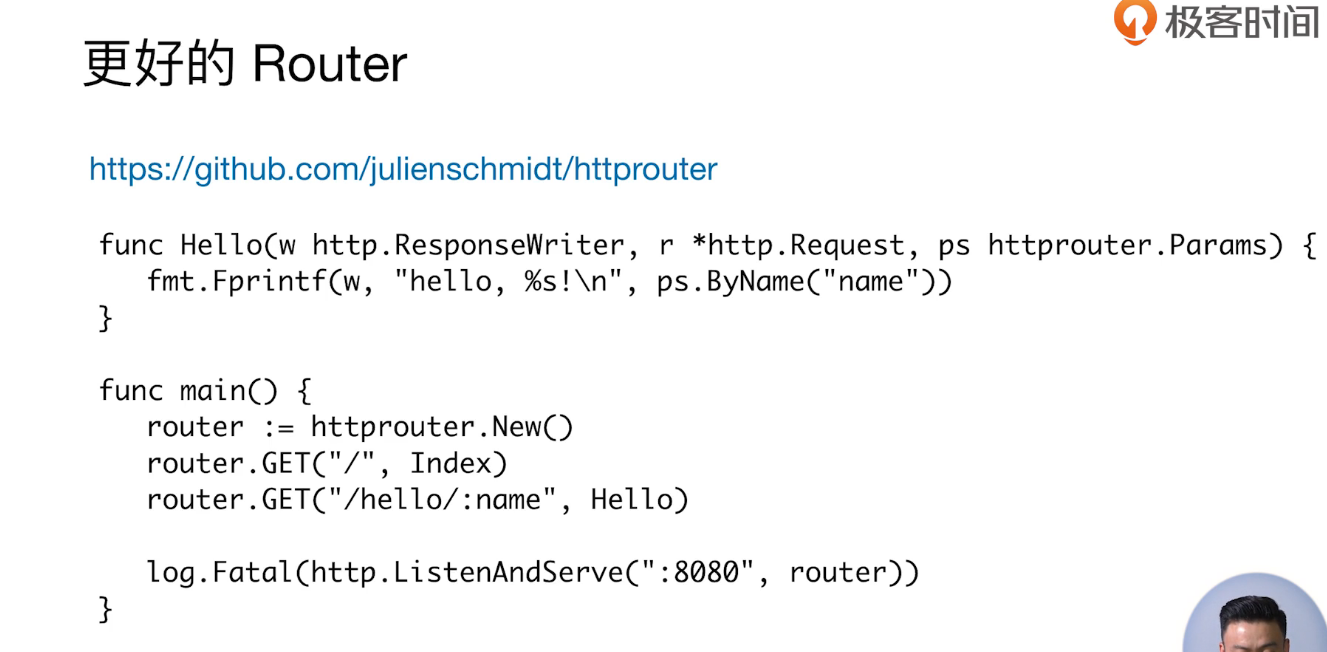 极客时间
更好的 Router
https://github.com/julienschmidt/httprouter
func Hello(w http.ResponseWriter, r *http.Request, ps httprouter.Params) {
fmt.Fprintf(w, "hello, %s!\n", ps.ByName("name"))
}
func main() {
router := httprouter.New()
router.GET("/", Index)
router.GET("/hello/:name", Hello)
log.Fatal(http.ListenAndServe(":8080", router))
}